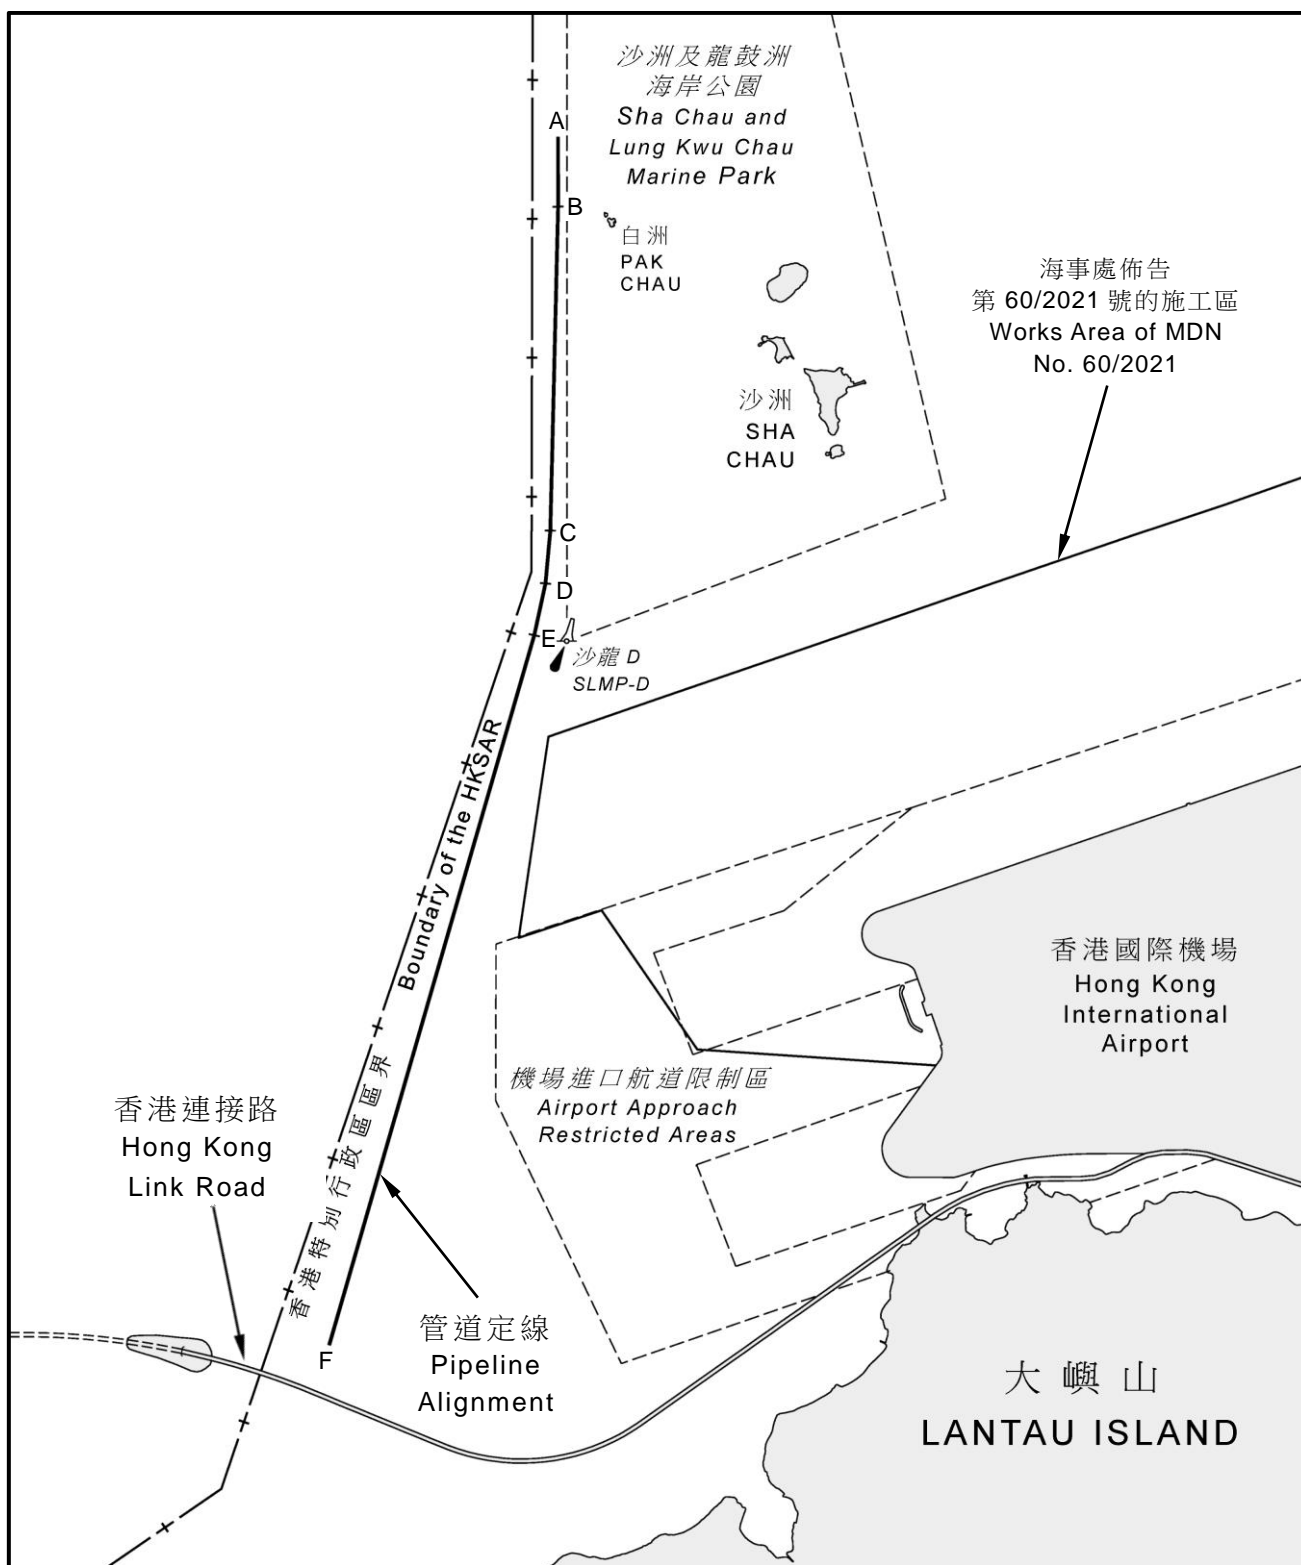 沙洲及龍鼓洲
海岸公園
Sha Chau and
Lung Kwu Chau
Marine Park
A
B
白洲
PAK
CHAU
海事處佈告
第 60/2021 號的施工區
Works Area of MDN
No. 60/2021
沙洲
SHA
CHAU
C
D
E
沙龍 D
SLMP-D
Boundary of the HKSAR
香港特別行政區區界
香港國際機場
Hong Kong
International
Airport
機場進口航道限制區
Airport Approach
Restricted Areas
香港連接路
Hong Kong
Link Road
F
管道定線
Pipeline
Alignment
大嶼山
LANTAU ISLAND